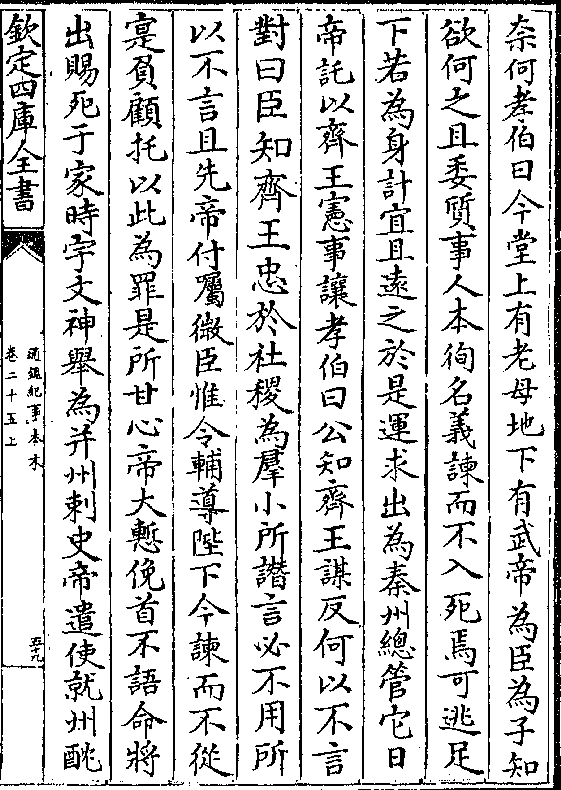 奈何孝伯曰今堂上有老母地下有武帝為臣為子知
欲何之且委質事人本徇名義諫而不入死焉可逃足
下若為身計宜且遠之於是運求出為秦州總管它日
帝託以齊王憲事讓孝伯曰公知齊王謀反何以不言
對曰臣知齊王忠於社稷為羣小所譖言必不用所
以不言且先帝付屬微臣惟令輔導陛下今諫而不從
寔負顧托以此為罪是所甘心帝大慙俛首不語命將
出賜死于家時宇文神舉為并州刺史帝遣使就州酖
欽定四庫全書
通鑑紀事本末
卷二十五上
五十九